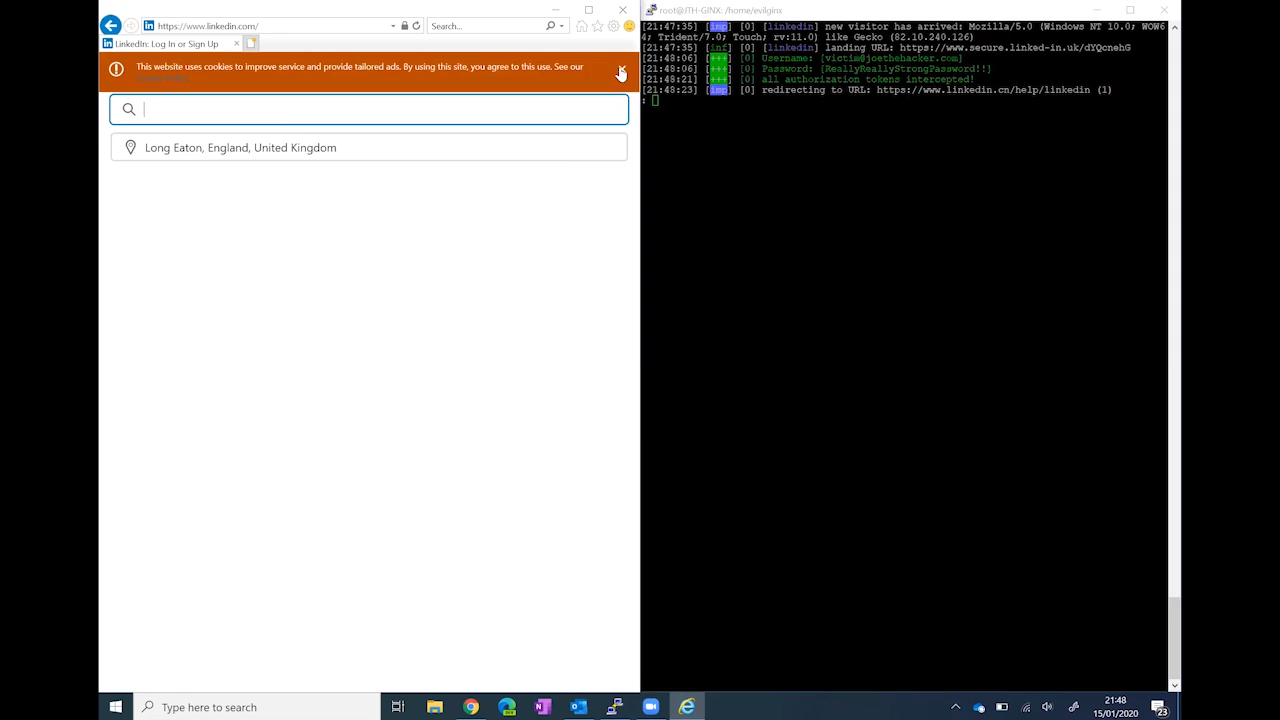 https://www.linkedin.com/
Search...
LinkedIn: Log In or Sign Up
This website uses cookies to improve service and provide tailored ads. By using this site, you agree to this use. See our
Long Eaton, England, United Kingdom
root@JTH-GINX: /home/evilginx
[21:47:35] [imp] [0] [linkedin] new visitor has arrived: Mozilla/5.0 (Windows NT 10.0; WOW6
4; Trident/7.0; Touch; rv:11.0) like Gecko (82.10.240.126)
[21:47:35] [inf] [0] [linkedin] landing URL: https://www.secure.linked-in.uk/dYQcnehG
[21:48:06] [+++] [0] Username: [victim@joethehacker.com]
[21:48:06] [+++] [0] Password: [ReallyReallyStrongPassword!!]
[21:48:21] [+++] [0] all authorization tokens intercepted!
[21:48:23] [imp] [0] redirecting to URL: https://www.linkedin.cn/help/linkedin (1)
:
Type here to search
21:48
15/01/2020
23